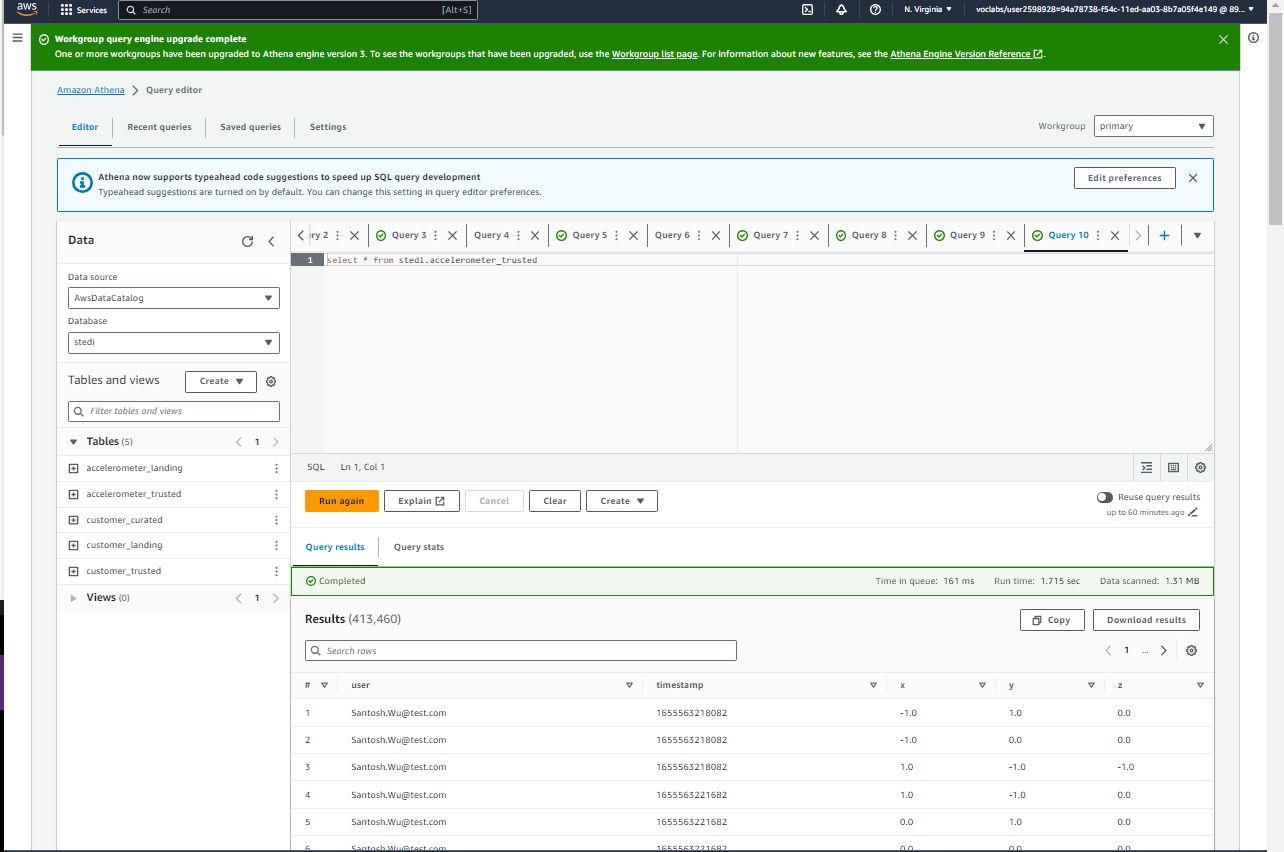 aws Services Search [Alt+S] N. Virginia voclabs/user2598928=94a78738-f54c-11ed-aa03-8b7a05f4e149 @ 89...
Workgroup query engine upgrade complete
One or more workgroups have been upgraded to Athena engine version 3. To see the workgroups that have been upgraded, use the Workgroup list page. For information about new features, see the Athena Engine Version Reference.
Amazon Athena > Query editor
Editor Recent queries Saved queries Settings Workgroup primary
Athena now supports typeahead code suggestions to speed up SQL query development
Typeahead suggestions are turned on by default. You can change this setting in query editor preferences.
Edit preferences
Data
Data source
AwsDataCatalog
Database
stedi
Tables and views Create
Filter tables and views
Tables (5) 1
accelerometer_landing
accelerometer_trusted
customer_curated
customer_landing
customer_trusted
Views (0) 1
2 Query 3 Query 4 Query 5 Query 6 Query 7 Query 8 Query 9 Query 10
1 select * from stedi.accelerometer_trusted
SQL Ln 1, Col 1
Run again Explain Cancel Clear Create
Reuse query results
up to 60 minutes ago
Query results Query stats
Completed Time in queue: 161 ms Run time: 1.715 sec Data scanned: 1.31 MB
Results (413,460) Copy Download results
Search rows 1 ...
# user timestamp x y z
1 Santosh.Wu@test.com 1655563218082 -1.0 1.0 0.0
2 Santosh.Wu@test.com 1655563218082 -1.0 0.0 0.0
3 Santosh.Wu@test.com 1655563218082 1.0 -1.0 -1.0
4 Santosh.Wu@test.com 1655563221682 1.0 -1.0 0.0
5 Santosh.Wu@test.com 1655563221682 0.0 1.0 0.0
6 Santosh.Wu@test.com 1655563221682 0.0 0.0 0.0